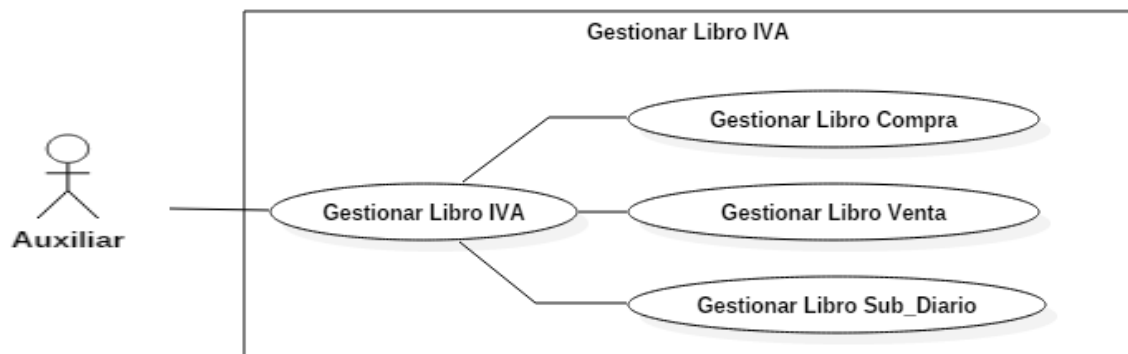 Gestionar Libro IVA
Gestionar Libro Compra
Auxiliar
Gestionar Libro IVA
Gestionar Libro Venta
Gestionar Libro Sub_Diario